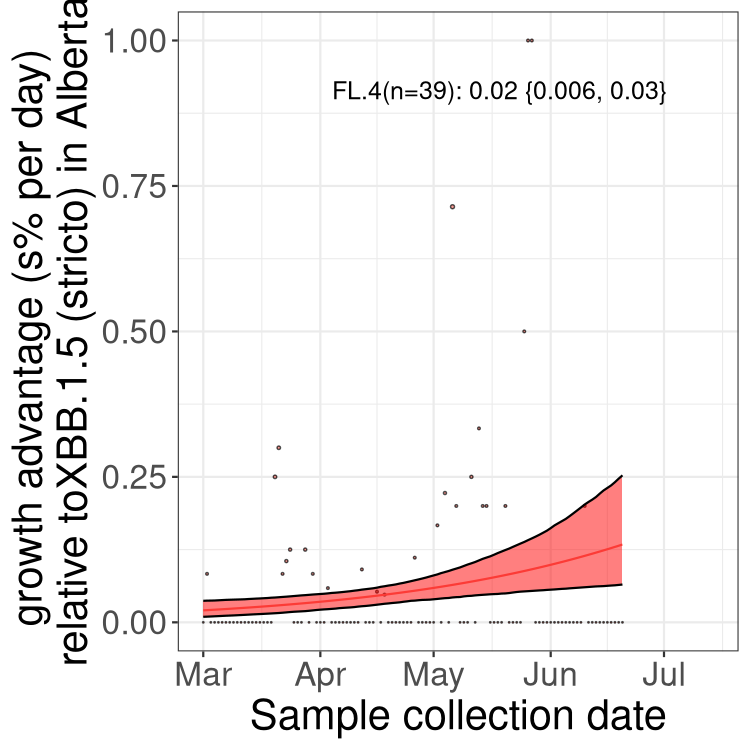 growth advantage (s% per day)
relative toXBB.1.5 (stricto) in Alberta
1.00
0.75
0.50
0.25
0.00
FL.4(n=39): 0.02 {0.006, 0.03}
Mar Apr May Jun Jul
Sample collection date